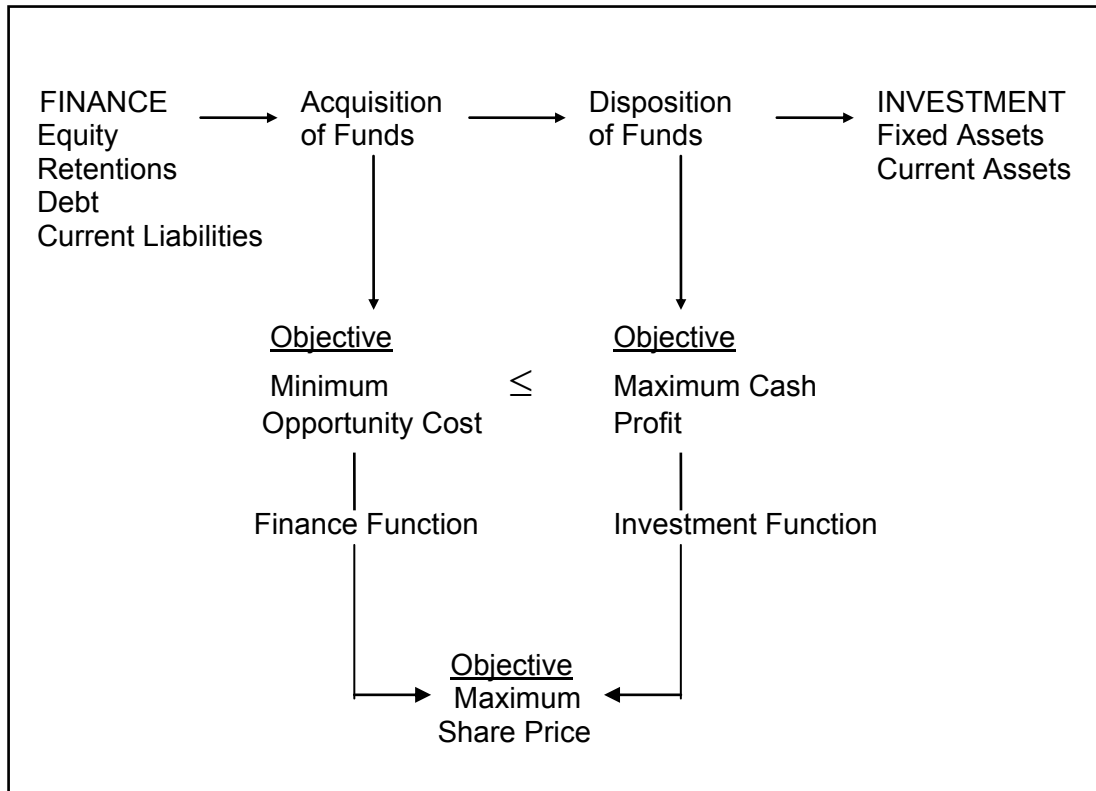 FINANCE
Equity
Retentions
Debt
Current Liabilities
Acquisition
of Funds
Disposition
of Funds
INVESTMENT
Fixed Assets
Current Assets
Objective
Minimum
Opportunity Cost
≤
Objective
Maximum Cash
Profit
Finance Function
Investment Function
Objective
Maximum
Share Price